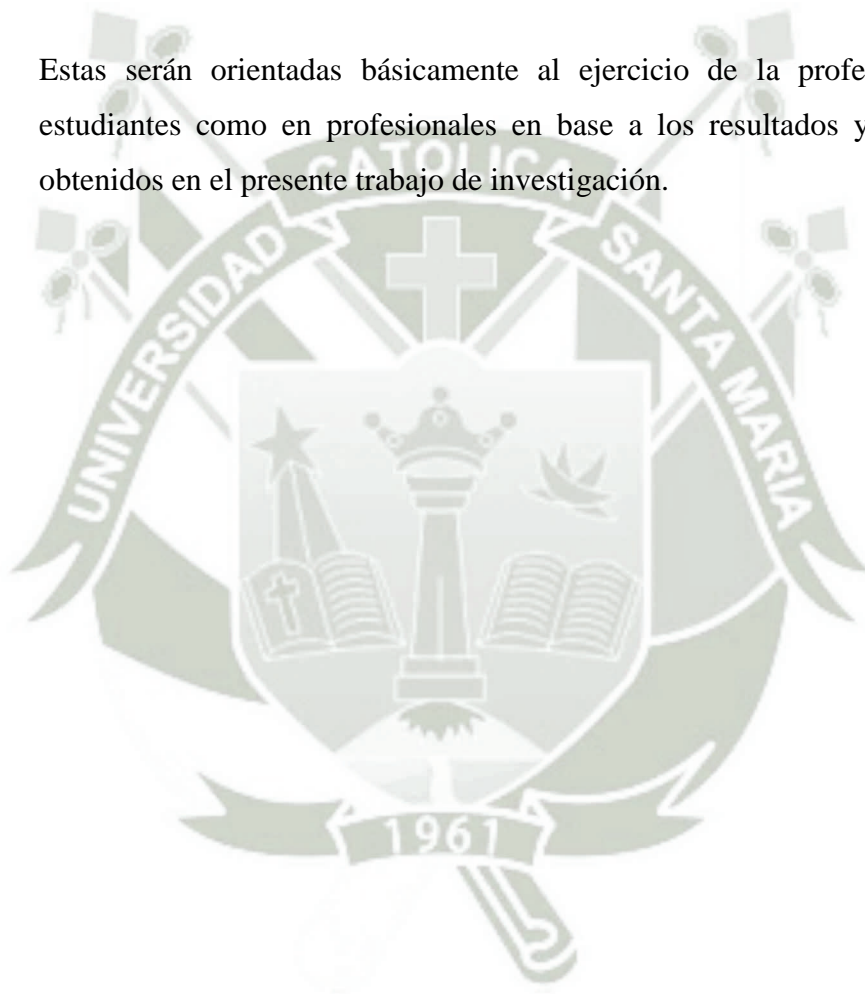 Estas serán orientadas básicamente al ejercicio de la profe
estudiantes como en profesionales en base a los resultados y
obtenidos en el presente trabajo de investigación.
UNIVERSIDAD CATOLICA SANTA MARIA
1961